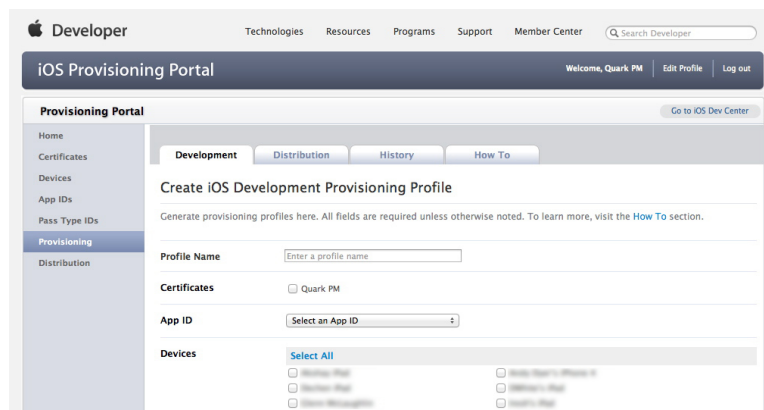 Developer
Technologies Resources Programs Support Member Center Search Developer
iOS Provisioning Portal
Welcome, Quark PM Edit Profile Log out
Provisioning Portal
Go to iOS Dev Center
Home
Certificates
Devices
App IDs
Pass Type IDs
Provisioning
Distribution
Development Distribution History How To
Create iOS Development Provisioning Profile
Generate provisioning profiles here. All fields are required unless otherwise noted. To learn more, visit the How To section.
Profile Name Enter a profile name
Certificates Quark PM
App ID Select an App ID
Devices Select All